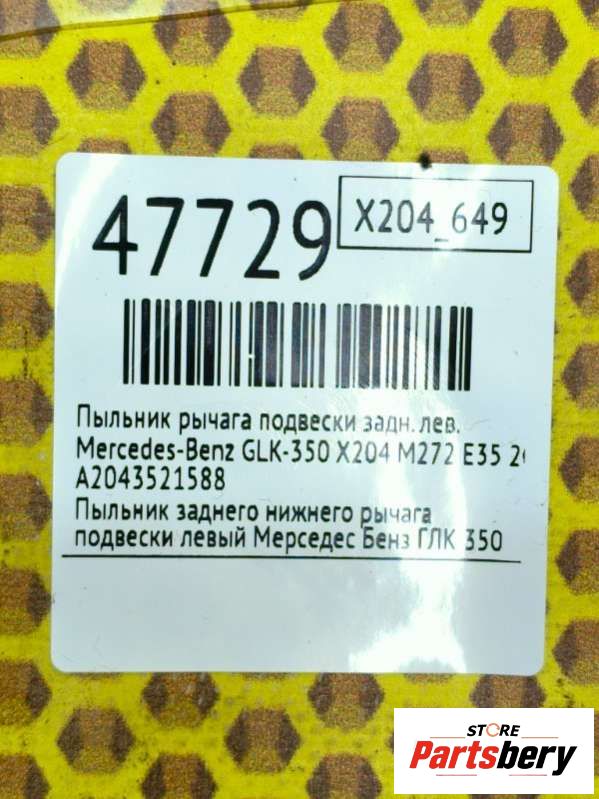 47729
X204_649
Пыльник рычага подвески задн. лев.
Mercedes-Benz GLK-350 X204 M272 E35
A2043521588
Пыльник заднего нижнего рычага
подвески левый Мерседес Бенз ГЛК 350
STORE
Partsbery